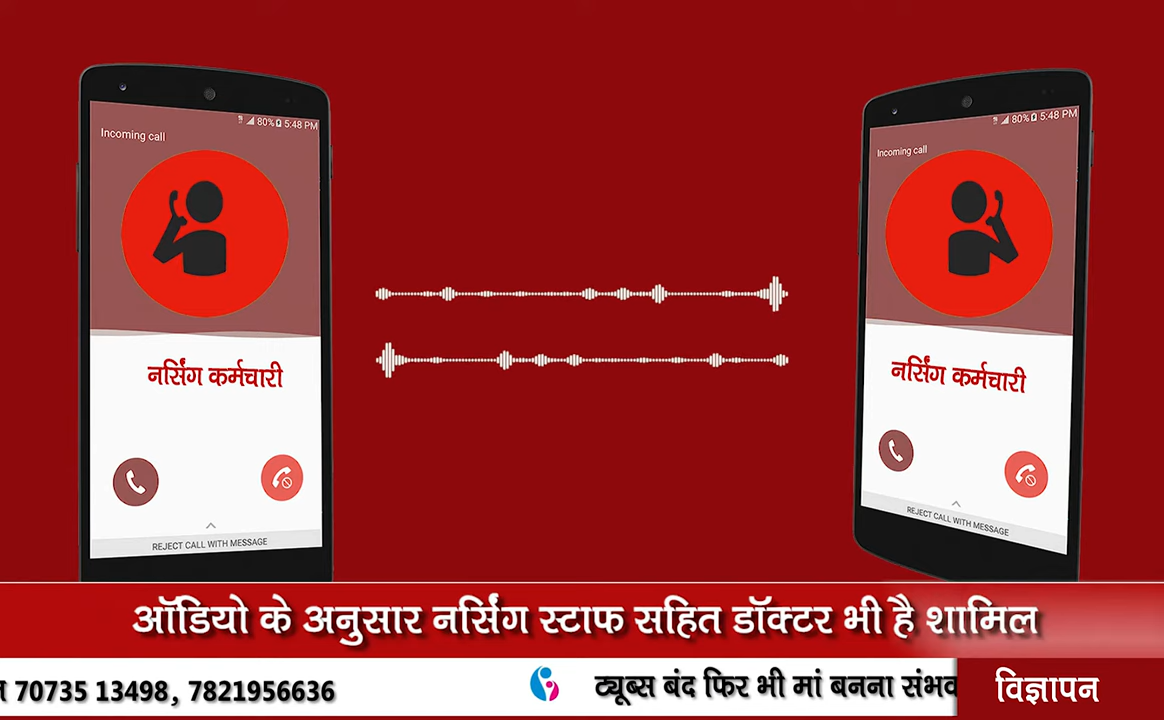 80% 5:48 PM
Incoming call
नर्सिंग कर्मचारी
REJECT CALL WITH MESSAGE
80% 5:48 PM
Incoming call
नर्सिंग कर्मचारी
REJECT CALL WITH MESSAGE
ऑडियो के अनुसार नर्सिंग स्टाफ सहित डॉक्टर भी है शामिल
70735 13498, 7821956636 ट्यूब्स बंद फिर भी मां बनना संभव
विज्ञापन